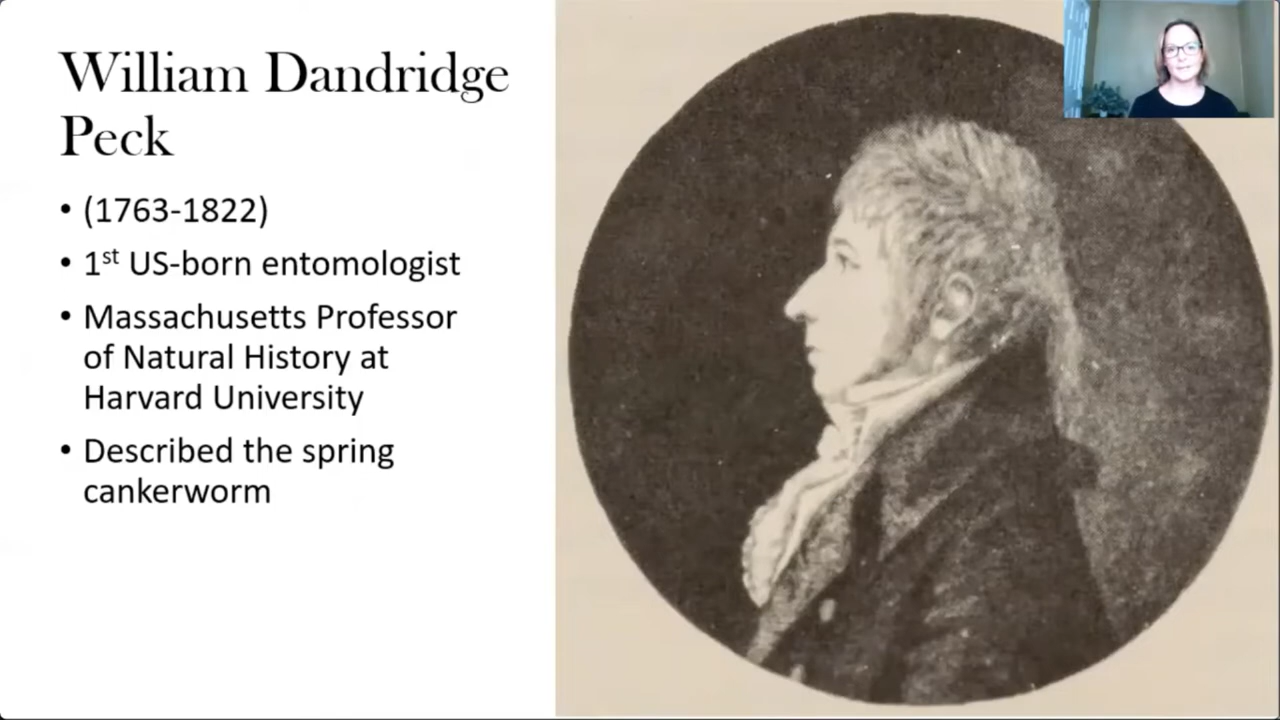 William Dandridge
Peck
• (1763-1822)
• 1st US-born entomologist
• Massachusetts Professor
of Natural History at
Harvard University
• Described the spring
cankerworm